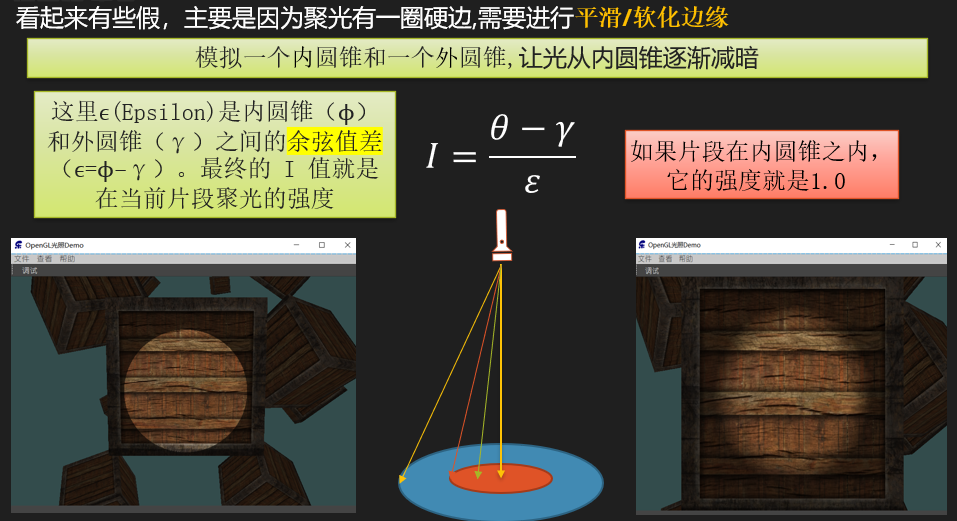 看起来有些假，主要是因为聚光有一圈硬边,需要进行平滑/软化边缘
模拟一个内圆锥和一个外圆锥,让光从内圆锥逐渐减暗
这里ϵ(Epsilon)是内圆锥（ϕ）
和外圆锥（γ）之间的余弦值差
（ϵ=ϕ−γ）。最终的 I 值就是
在当前片段聚光的强度
I = (θ − γ) / ε
如果片段在内圆锥之内，
它的强度就是1.0
OpenGL光照Demo
文件 查看 帮助
调试
OpenGL光照Demo
文件 查看 帮助
调试